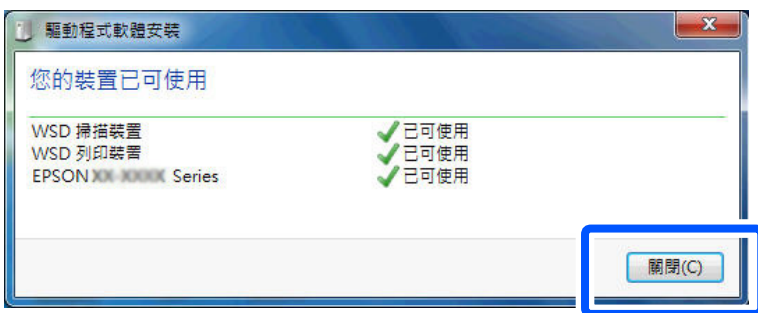 驅動程式軟體安裝
您的裝置已可使用
WSD 掃描裝置 已可使用
WSD 列印裝置 已可使用
EPSON Series 已可使用
關閉(C)